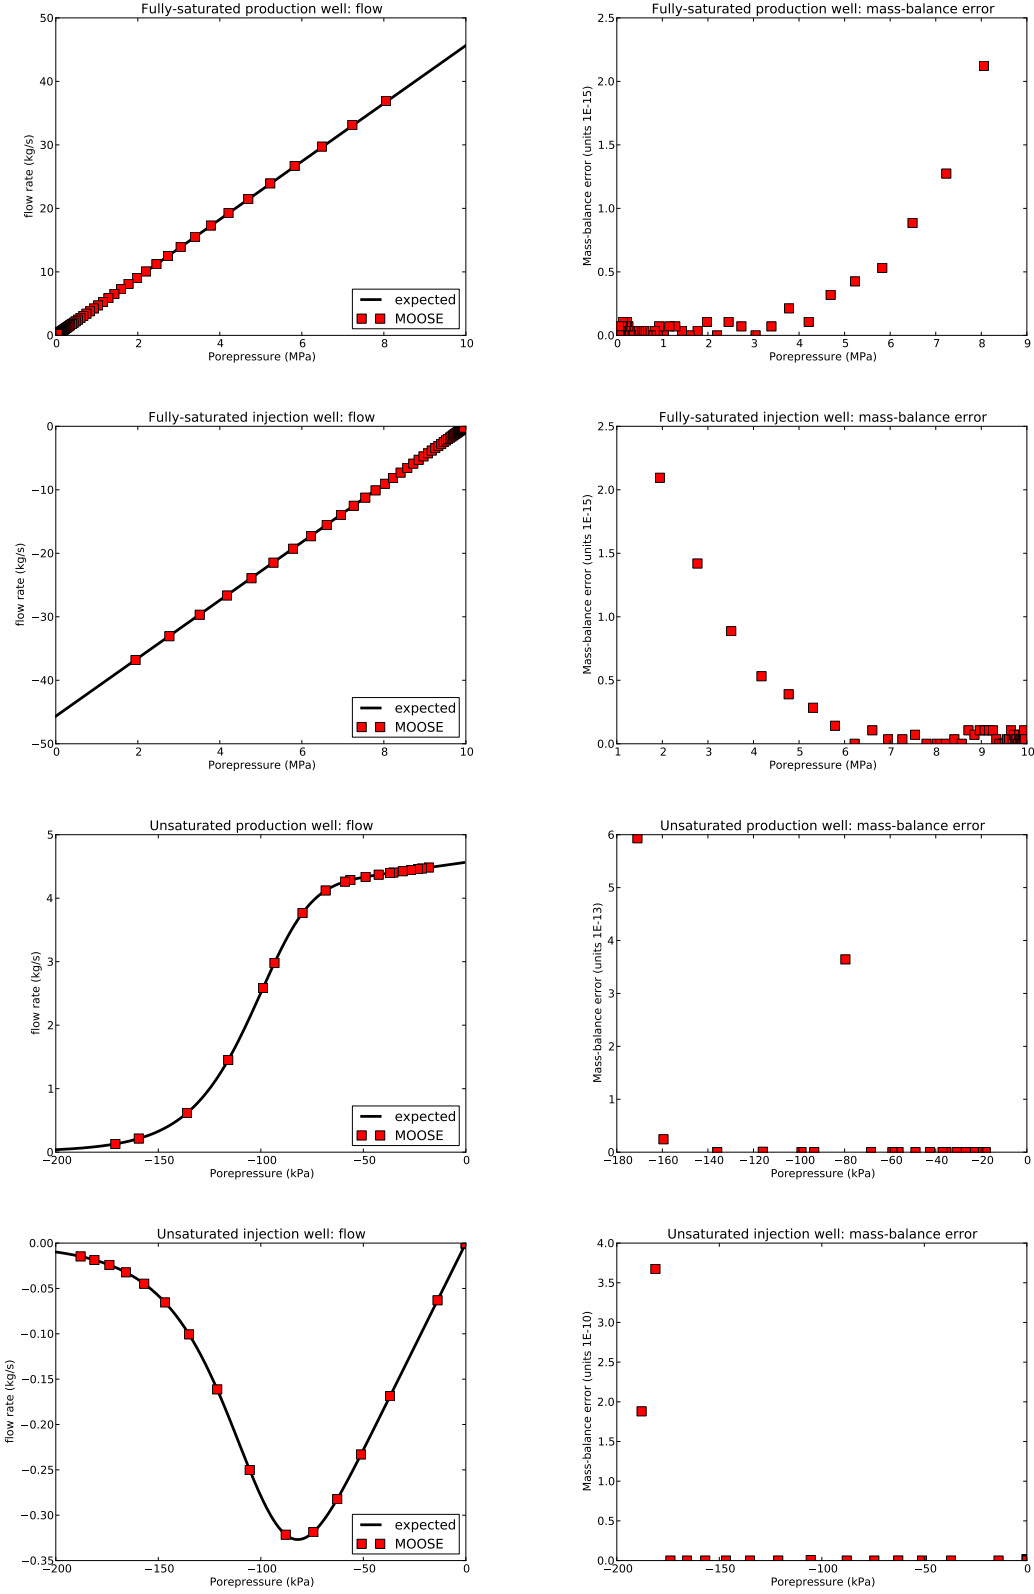 Fully-saturated production well: flow
50
40
30
20
10
0
flow rate (kg/s)
expected
MOOSE
0 2 4 6 8 10
Porepressure (MPa)
Fully-saturated production well: mass-balance error
2.5
2.0
1.5
1.0
0.5
0.0
Mass-balance error (units 1E-15)
0 1 2 3 4 5 6 7 8 9
Porepressure (MPa)
Fully-saturated injection well: flow
0
−10
−20
−30
−40
−50
flow rate (kg/s)
expected
MOOSE
0 2 4 6 8 10
Porepressure (MPa)
Fully-saturated injection well: mass-balance error
2.5
2.0
1.5
1.0
0.5
0.0
Mass-balance error (units 1E-15)
1 2 3 4 5 6 7 8 9 10
Porepressure (MPa)
Unsaturated production well: flow
5
4
3
2
1
0
flow rate (kg/s)
expected
MOOSE
−200 −150 −100 −50 0
Porepressure (kPa)
Unsaturated production well: mass-balance error
6
5
4
3
2
1
0
Mass-balance error (units 1E-13)
−180 −160 −140 −120 −100 −80 −60 −40 −20 0
Porepressure (kPa)
Unsaturated injection well: flow
0.00
−0.05
−0.10
−0.15
−0.20
−0.25
−0.30
−0.35
flow rate (kg/s)
expected
MOOSE
−200 −150 −100 −50 0
Porepressure (kPa)
Unsaturated injection well: mass-balance error
4.0
3.5
3.0
2.5
2.0
1.5
1.0
0.5
0.0
Mass-balance error (units 1E-10)
−200 −150 −100 −50 0
Porepressure (kPa)